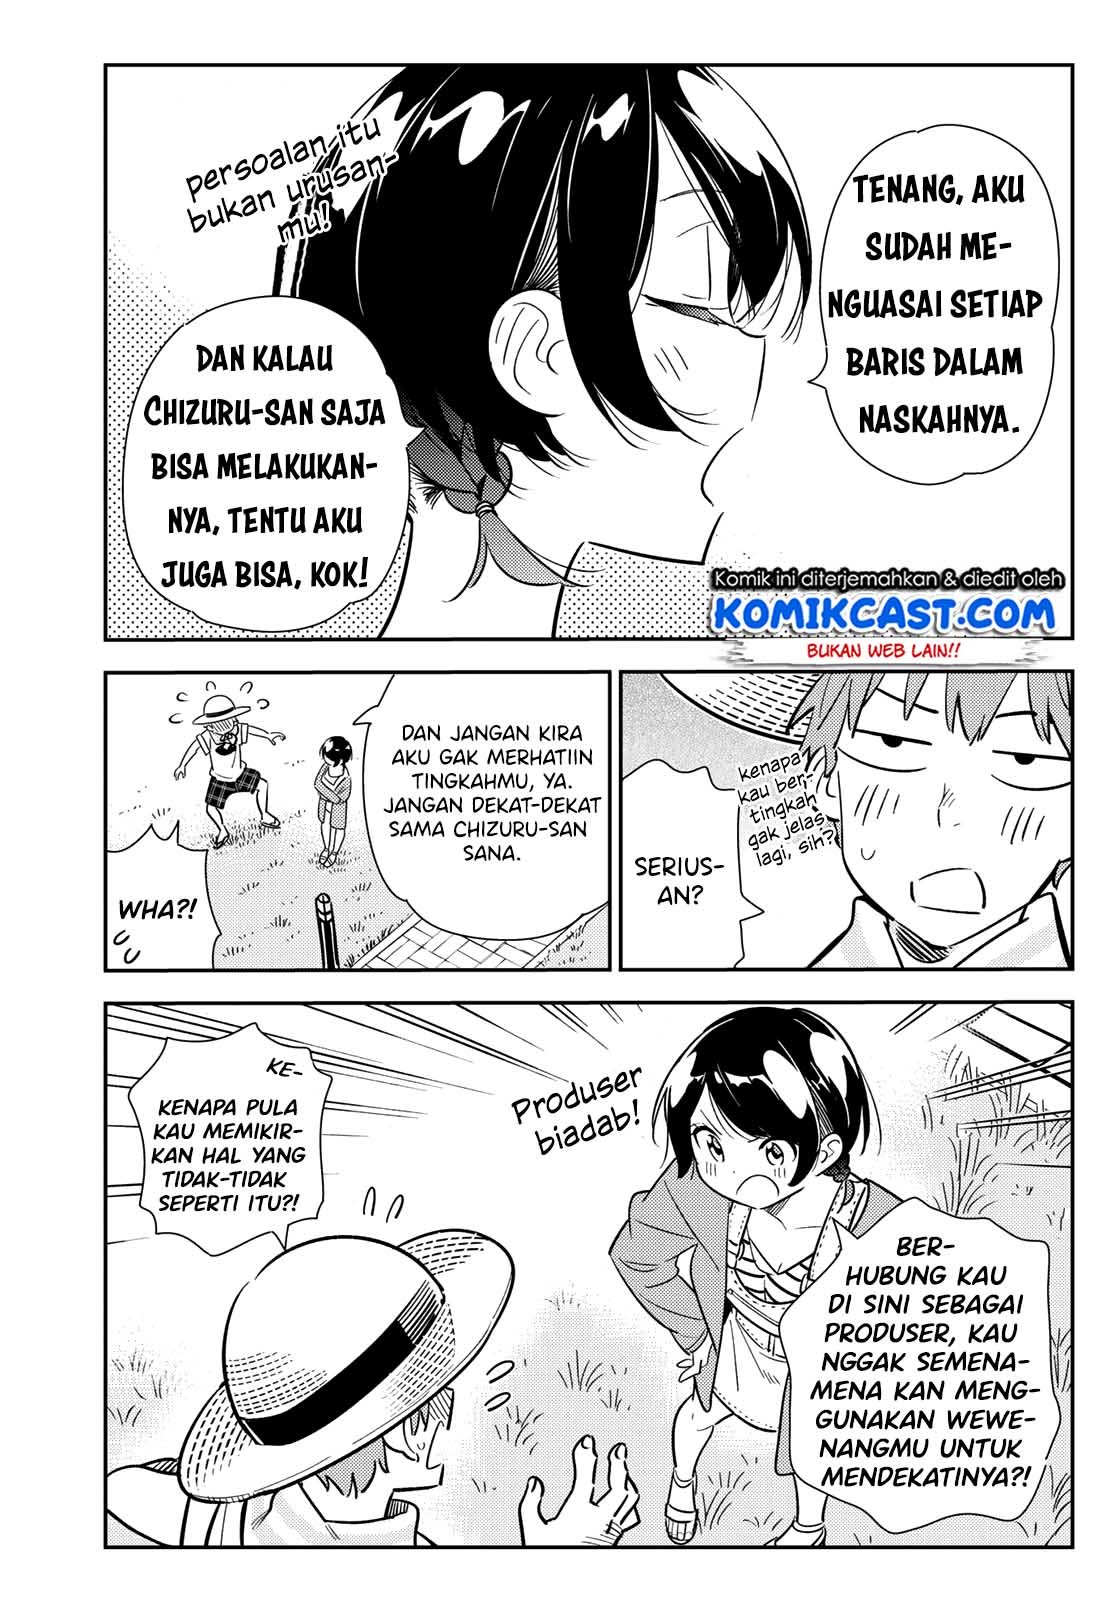 TENANG, AKU
SUDAH ME-
NGUASAI SETIAP
BARIS DALAM
NASKAHNYA.
persoalan itu
bukan urusan-
mu!
DAN KALAU
CHIZURU-SAN SAJA
BISA MELAKUKAN-
NYA, TENTU AKU
JUGA BISA, KOK!
Komik ini diterjemahkan & diedit oleh
KOMIKCAST.COM
BUKAN WEB LAIN!!
kenapa
kau ber-
tingkah
gak jelas
lagi, sih?
SERIUS-
AN?
DAN JANGAN KIRA
AKU GAK MERHATIIN
TINGKAHMU, YA.
JANGAN DEKAT-DEKAT
SAMA CHIZURU-SAN
SANA.
WHA?!
Produser
biadab!
BER-
HUBUNG KAU
DI SINI SEBAGAI
PRODUSER, KAU
NGGAK SEMENA-
MENA KAN MENG-
GUNAKAN WEWE-
NANGMU UNTUK
MENDEKATINYA?!
KE-
KENAPA PULA
KAU MEMIKIR-
KAN HAL YANG
TIDAK-TIDAK
SEPERTI ITU?!